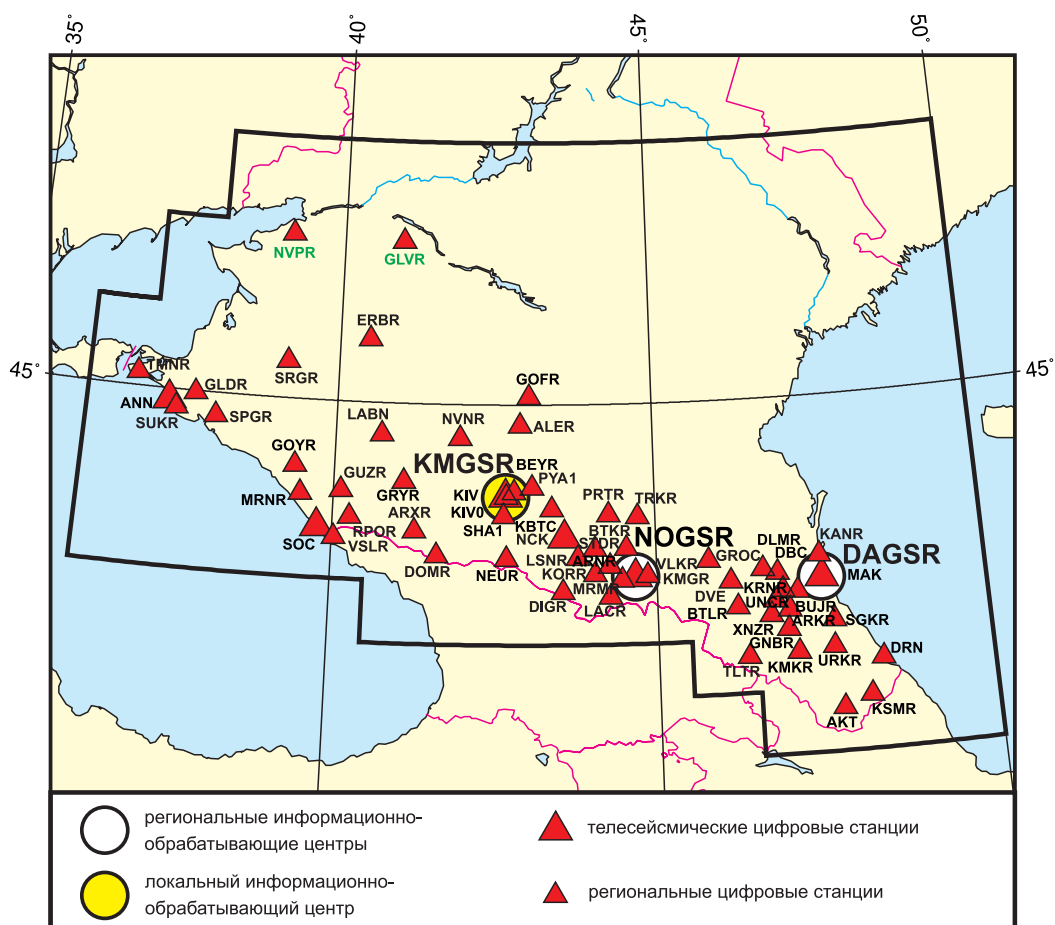 35°
40°
45°
50°
NVPR
GLVR
ERBR
SRGR
45°
45°
TMNR
GLDR
ANN
SUKR
SPGR
GOFR
LABN
NVNR
ALER
GOYR
KMGSR
BEYR
GUZR
PYA1
MRNR
GRYR
KIV
PRTR
TRKR
ARXR
KIV0
RPOR
SHA1
KBTC
BTKR
NOGSR
SOC
VSLR
NCK
STDR
DLMR
KANR
DOMR
NEUR
LSNR
ARNR
VLKR
GROC
DBC
DAGSR
KORR
KMGR
MAK
DIGR
MRMR
DVE
KRNR
LACR
BTLR
UNCR
BUJR
XNZR
ARKR
SGKR
GNBR
TLTR
KMKR
URKR
DRN
AKT
KSMR
региональные информационно-
обрабатывающие центры
телесейсмические цифровые станции
локальный информационно-
обрабатывающий центр
региональные цифровые станции